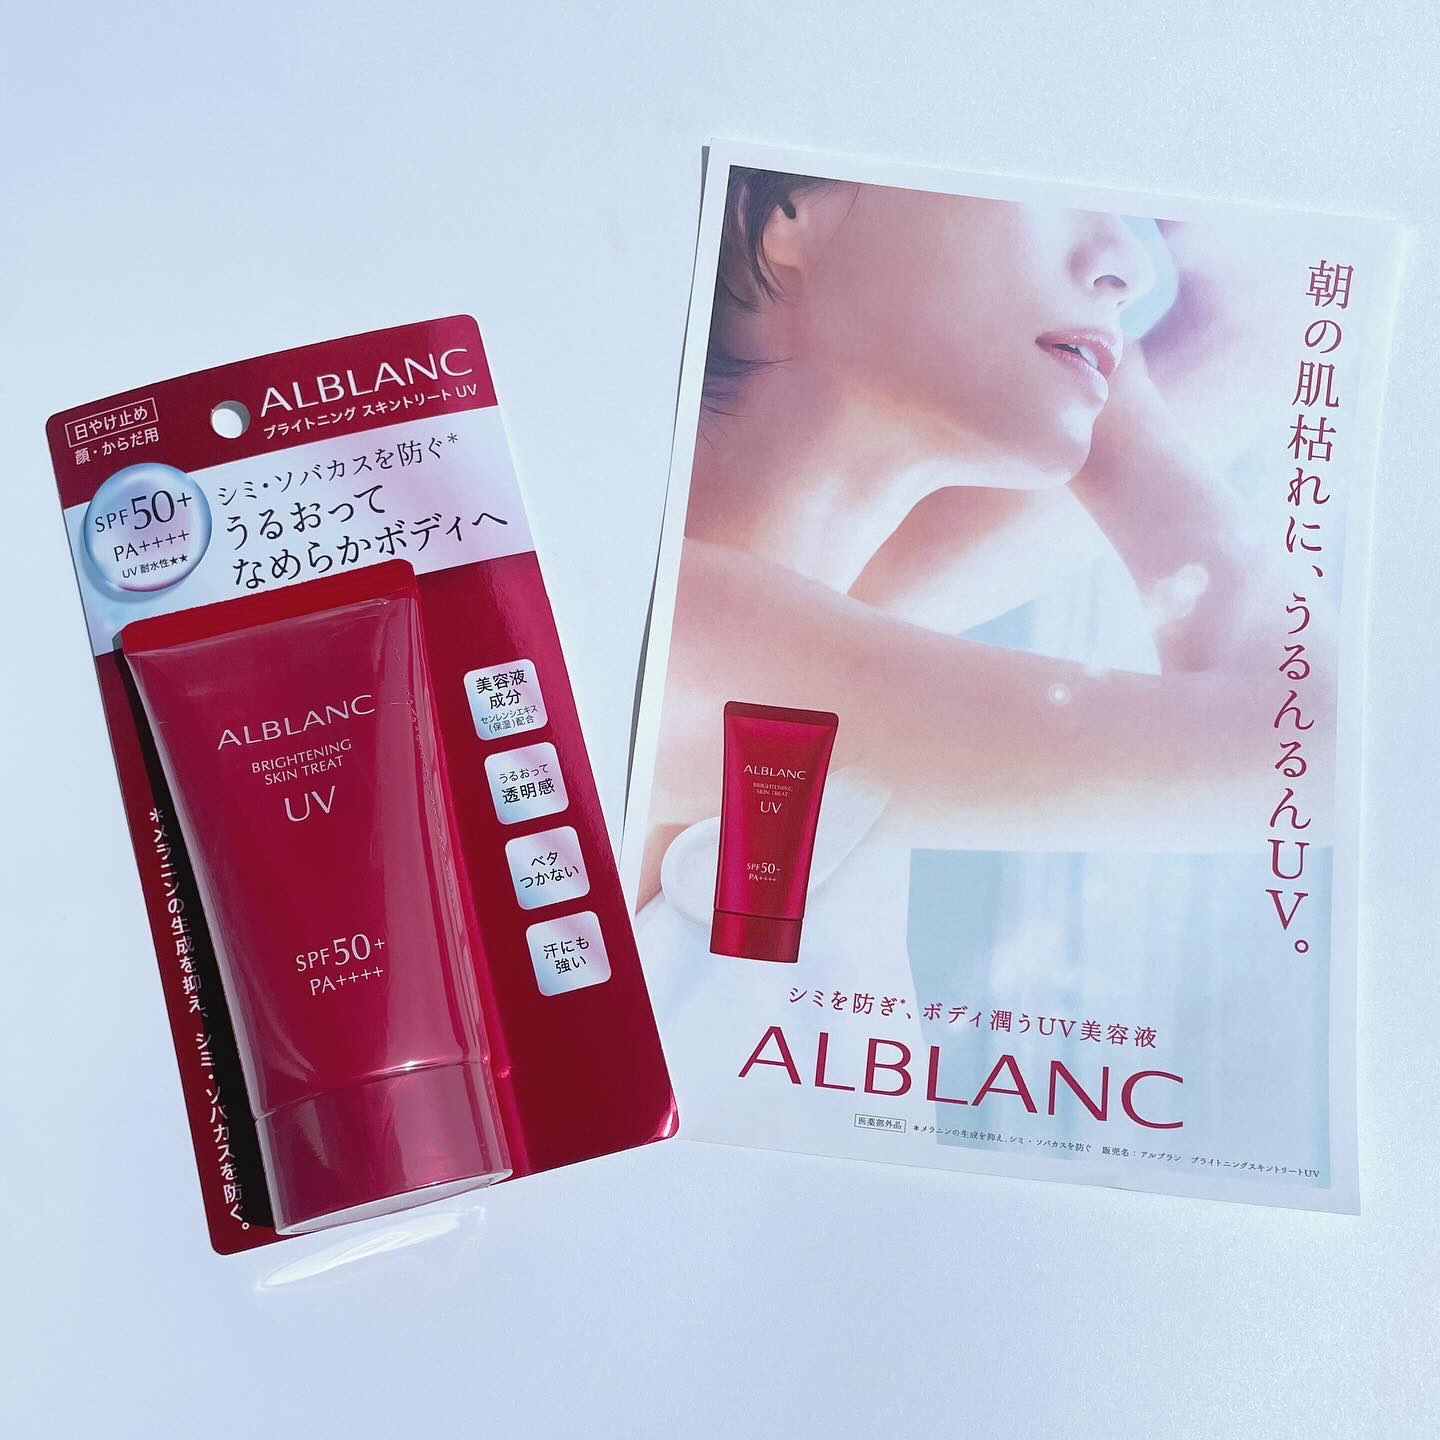 日やけ止め
顔・からだ用
ALBLANC
ブライトニング スキントリート UV
SPF50+
PA++++
UV 耐水性★★
シミ・ソバカスを防ぐ*
うるおって
なめらかボディへ
ALBLANC
BRIGHTENING
SKIN TREAT
UV
SPF50+
PA++++
美容液
成分
センレンシエキス
(保湿)配合
うるおって
透明感
ベタ
つかない
汗にも
強い
*メラニンの生成を抑え、シミ・ソバカスを防ぐ。
朝の肌枯れに、うるんるんUV。
ALBLANC
BRIGHTENING
SKIN TREAT
UV
SPF50+
PA++++
シミを防ぎ*、ボディ潤うUV美容液
ALBLANC
医薬部外品 *メラニンの生成を抑え、シミ・ソバカスを防ぐ 販売名:アルブラン ブライトニングスキントリートUV